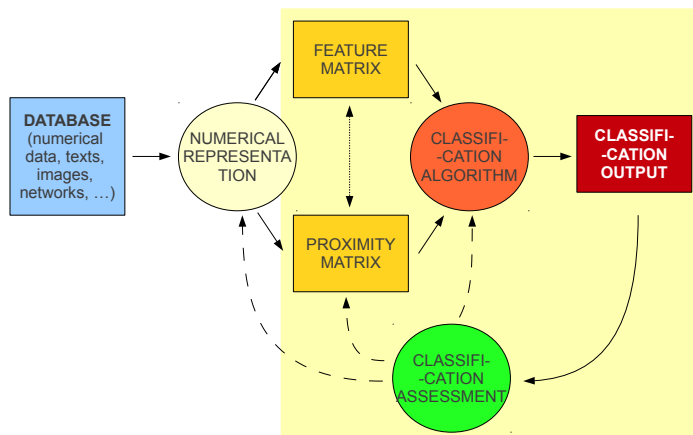 DATABASE
(numerical
data, texts,
images,
networks, …)
NUMERICAL
REPRESENTA
TION
FEATURE
MATRIX
PROXIMITY
MATRIX
CLASSIFI-
-CATION
ALGORITHM
CLASSIFI-
-CATION
OUTPUT
CLASSIFI-
-CATION
ASSESSMENT